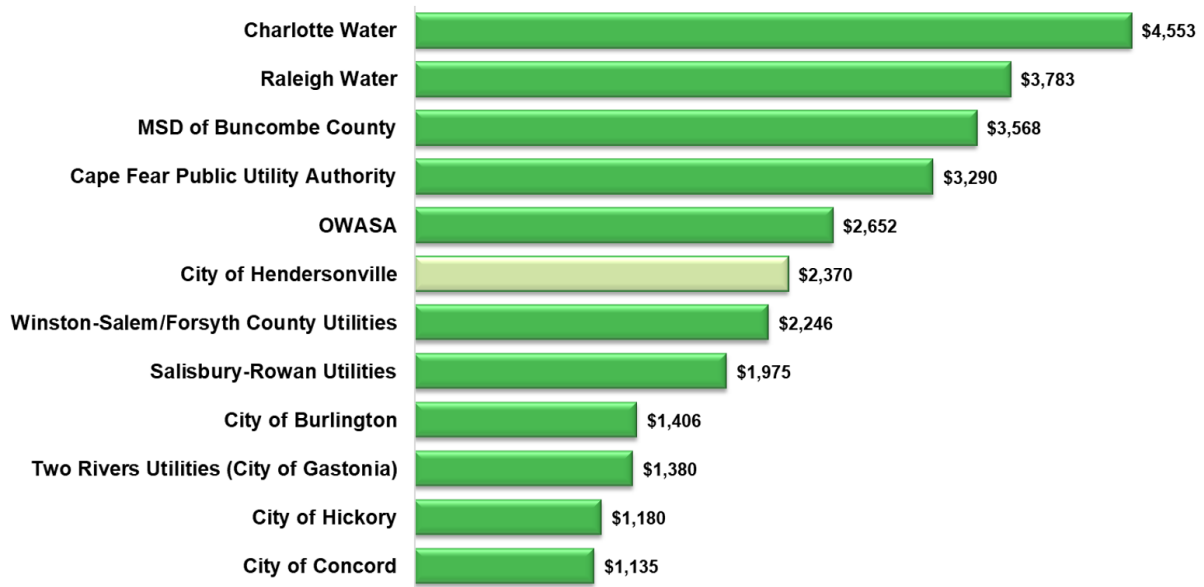 Charlotte Water $4,553
Raleigh Water $3,783
MSD of Buncombe County $3,568
Cape Fear Public Utility Authority $3,290
OWASA $2,652
City of Hendersonville $2,370
Winston-Salem/Forsyth County Utilities $2,246
Salisbury-Rowan Utilities $1,975
City of Burlington $1,406
Two Rivers Utilities (City of Gastonia) $1,380
City of Hickory $1,180
City of Concord $1,135